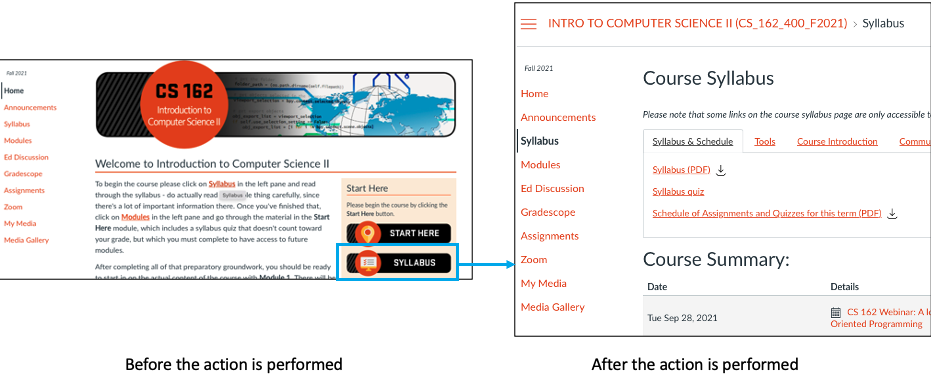 Fall 2021
Home
Announcements
Syllabus
Modules
Ed Discussion
Gradescope
Assignments
Zoom
My Media
Media Gallery
CS 162
Introduction to
Computer Science II
Welcome to Introduction to Computer Science II
To begin the course please click on Syllabus in the left pane and read
through the syllabus - do actually read Syllabus le thing carefully, since
there's a lot of important information there. Once you've finished that,
click on Modules in the left pane and go through the material in the Start
Here module, which includes a syllabus quiz that doesn't count toward
your grade, but which you must complete to have access to future
modules.
After completing all of that preparatory groundwork, you should be ready
to start in on the actual content of the course with Module 1. There will be
Start Here
Please begin the course by clicking the
Start Here button.
START HERE
SYLLABUS
Before the action is performed
INTRO TO COMPUTER SCIENCE II (CS_162_400_F2021) > Syllabus
Fall 2021
Home
Announcements
Syllabus
Modules
Ed Discussion
Gradescope
Assignments
Zoom
My Media
Media Gallery
Course Syllabus
Please note that some links on the course syllabus page are only accessible t
Syllabus & Schedule Tools Course Introduction Commu
Syllabus (PDF)
Syllabus quiz
Schedule of Assignments and Quizzes for this term (PDF)
Course Summary:
Date Details
Tue Sep 28, 2021 CS 162 Webinar: A lo
Oriented Programming
After the action is performed